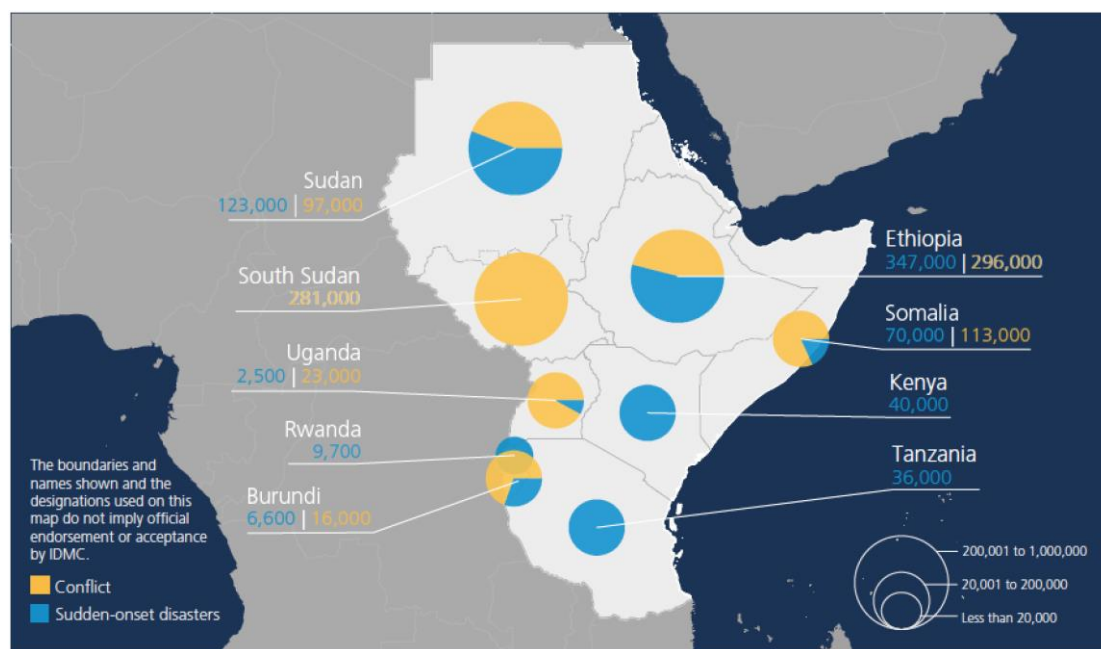 Sudan
123,000 | 97,000
South Sudan
281,000
Uganda
2,500 | 23,000
Rwanda
9,700
Burundi
6,600 | 16,000
Ethiopia
347,000 | 296,000
Somalia
70,000 | 113,000
Kenya
40,000
Tanzania
36,000
The boundaries and
names shown and the
designations used on this
map do not imply official
endorsement or acceptance
by IDMC.
Conflict
Sudden-onset disasters
200,001 to 1,000,000
20,001 to 200,000
Less than 20,000